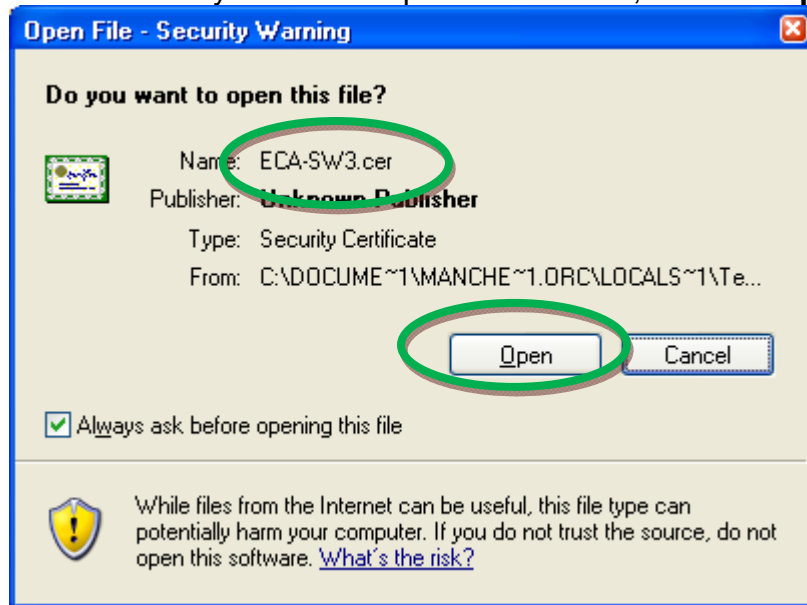 Open File - Security Warning
Do you want to open this file?
Name: ECA-SW3.cer
Publisher: Unknown Publisher
Type: Security Certificate
From: C:\DOCUME~1\MANCHE~1.ORC\LOCALS~1\Te...
Open Cancel
Always ask before opening this file
While files from the Internet can be useful, this file type can
potentially harm your computer. If you do not trust the source, do not
open this software. What's the risk?